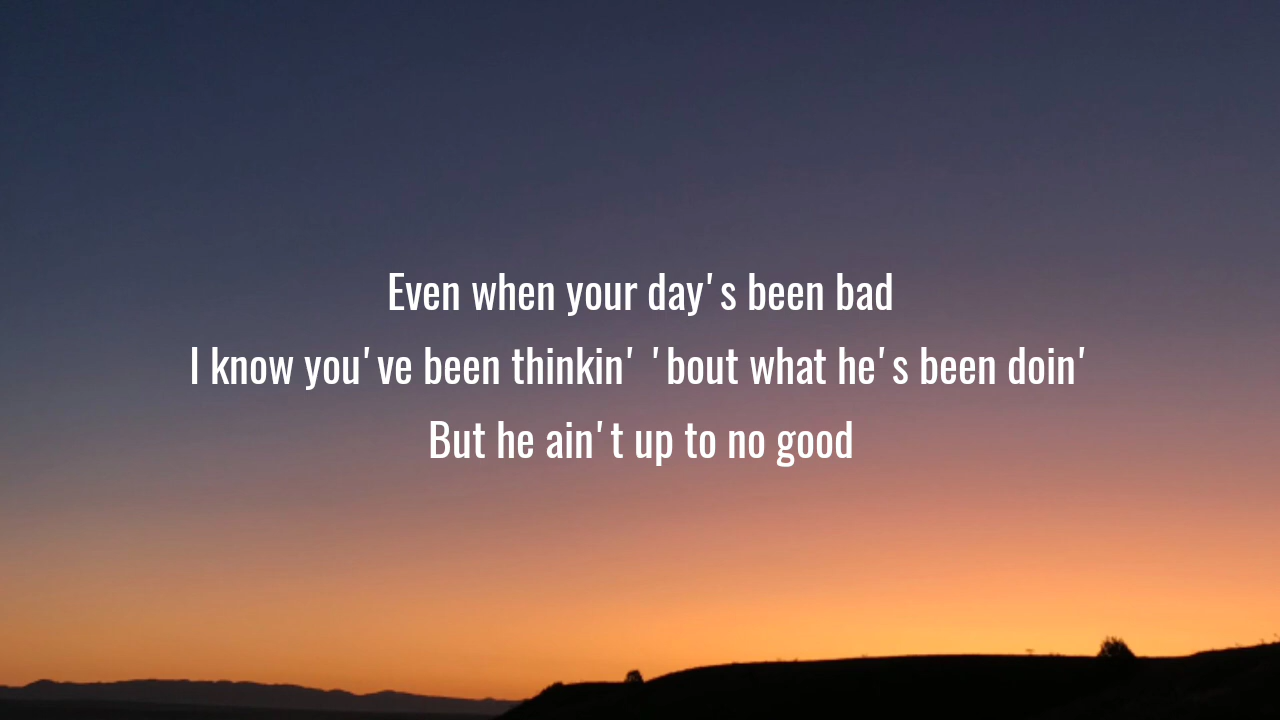 Even when your day's been bad
I know you've been thinkin' 'bout what he's been doin'
But he ain't up to no good